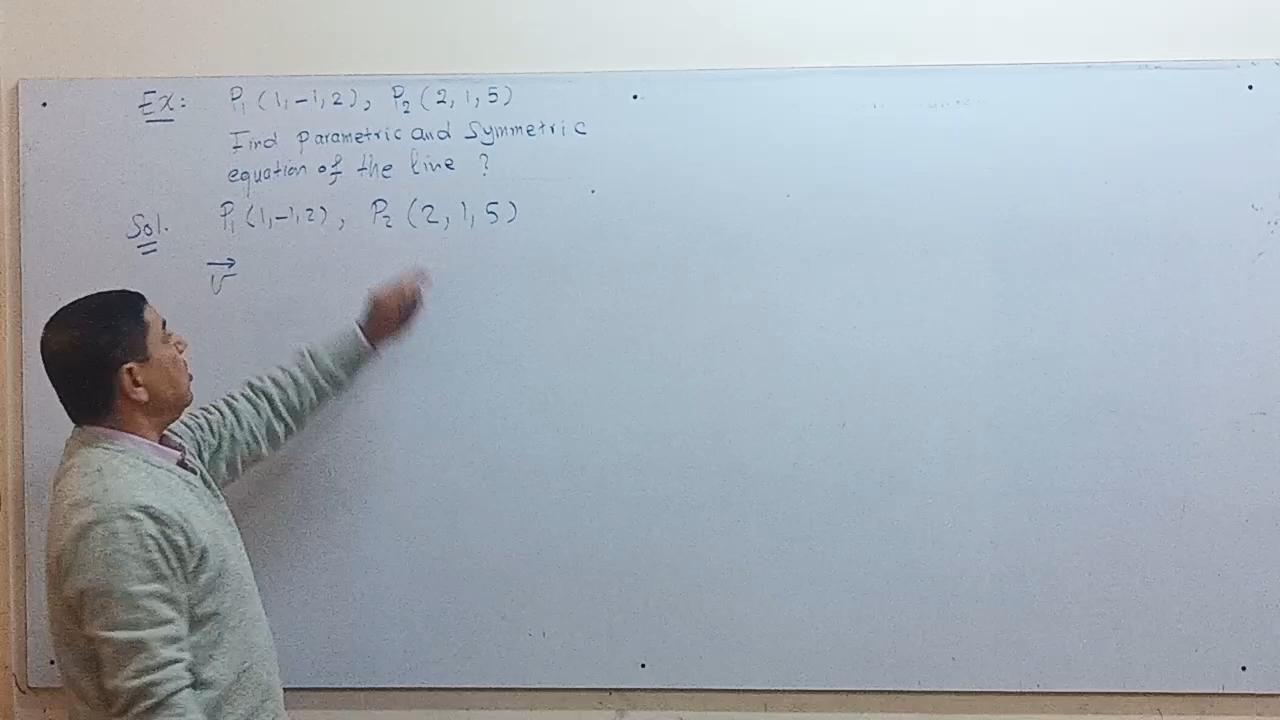 Ex: P₁(1,-1,2), P₂(2,1,5)
Find parametric and Symmetric
equation of the line ?
Sol. P₁(1,-1,2), P₂(2,1,5)
v⃗